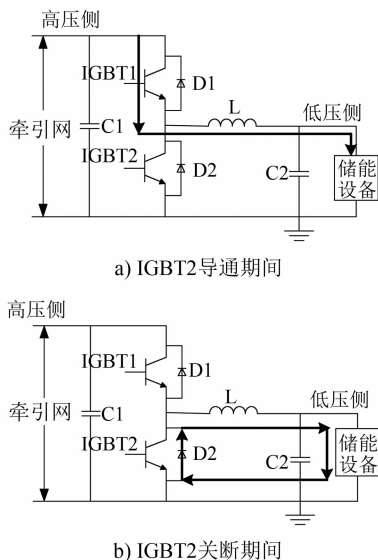 高压侧
IGBT1
D1
L
低压侧
牵引网
C1
IGBT2
D2
C2
储能
设备
a) IGBT2导通期间
高压侧
IGBT1
D1
L
低压侧
牵引网
C1
IGBT2
D2
C2
储能
设备
b) IGBT2关断期间